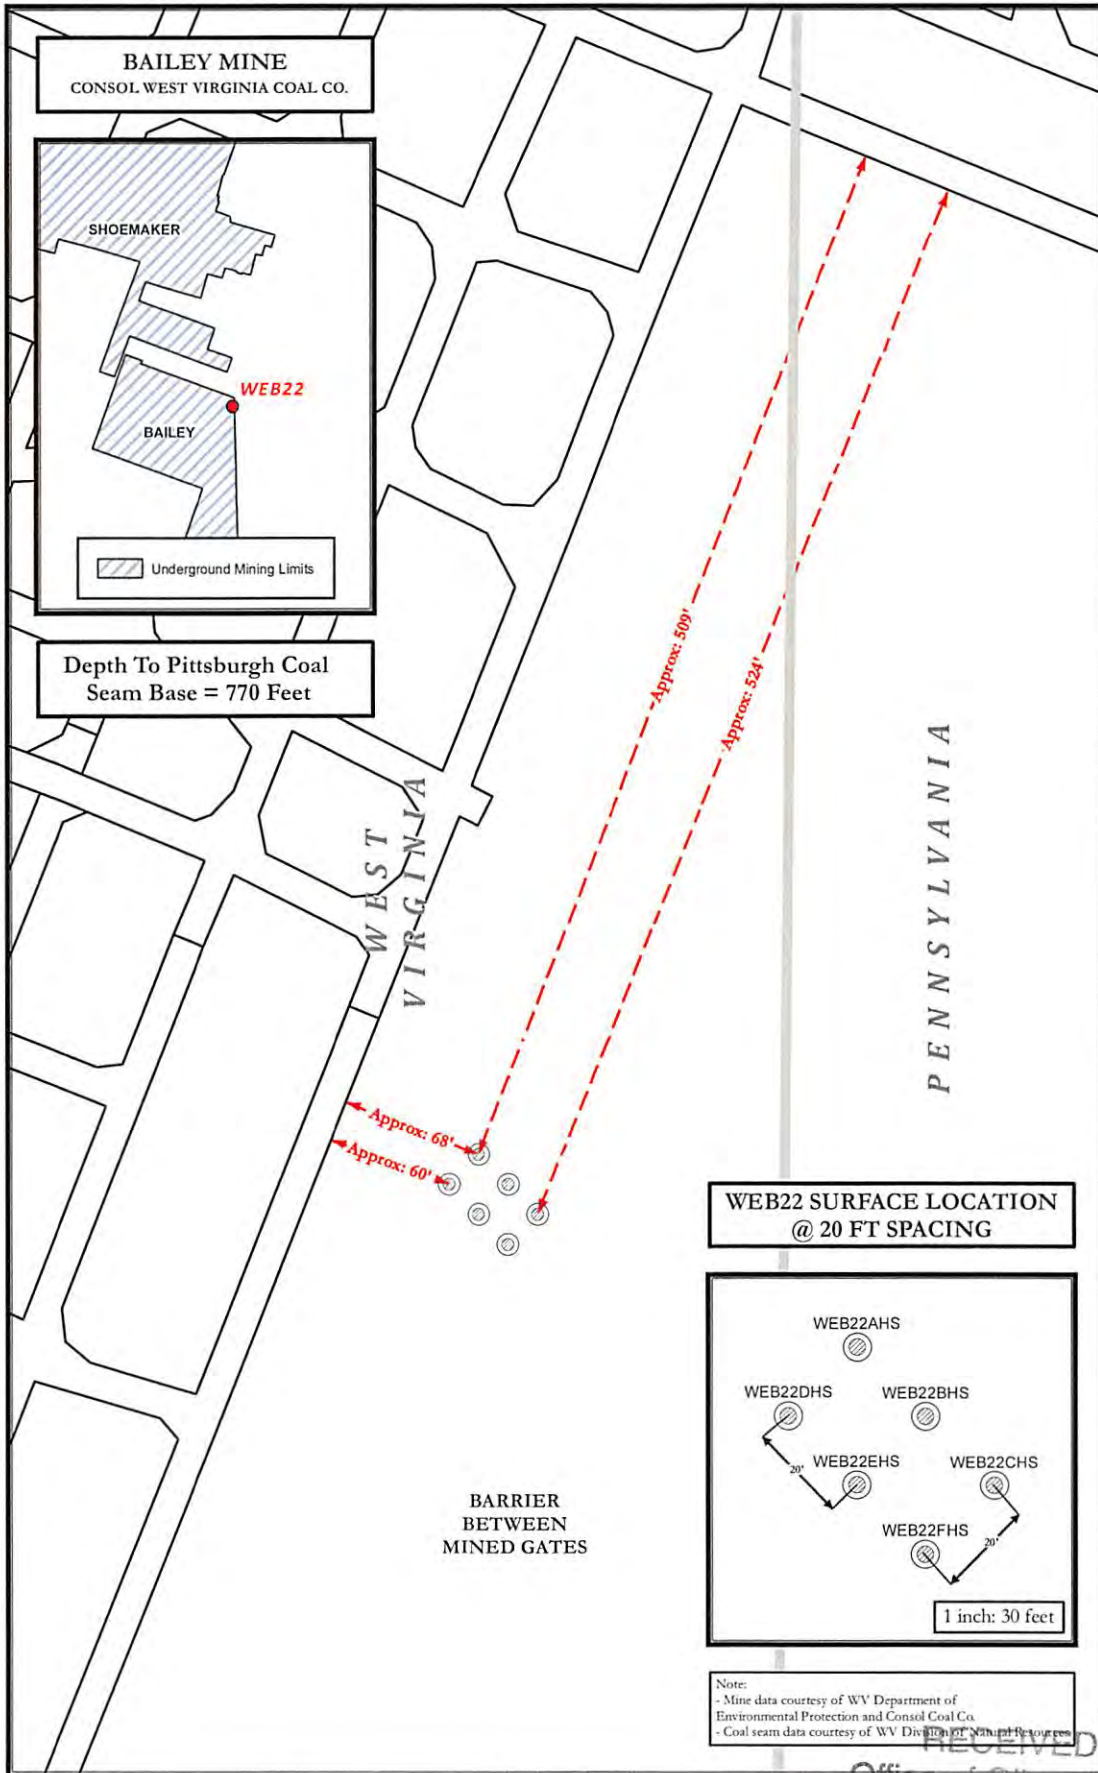 BAILEY MINE
CONSOL WEST VIRGINIA COAL CO.
SHOEMAKER
WEB22
BAILEY
Underground Mining Limits
Depth To Pittsburgh Coal
Seam Base = 770 Feet
Approx: 509'
Approx: 524'
WEST
VIRGINIA
PENNSYLVANIA
Approx: 68'
Approx: 60'
WEB22 SURFACE LOCATION
@ 20 FT SPACING
WEB22AHS
WEB22DHS
WEB22BHS
20'
WEB22EHS
WEB22CHS
WEB22FHS
20'
1 inch: 30 feet
BARRIER
BETWEEN
MINED GATES
Note:
- Mine data courtesy of WV Department of
Environmental Protection and Consol Coal Co.
- Coal seam data courtesy of WV Division of Natural Resources
RECEIVED
Office of